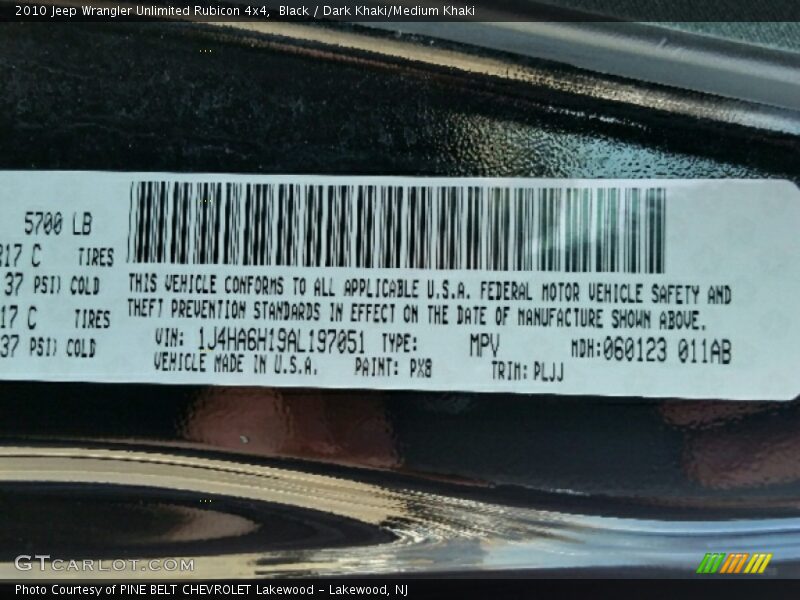 2010 Jeep Wrangler Unlimited Rubicon 4x4, Black / Dark Khaki/Medium Khaki
5700 LB
17 C TIRES
37 PSI) COLD
17 C TIRES
37 PSI) COLD
THIS VEHICLE CONFORMS TO ALL APPLICABLE U.S.A. FEDERAL MOTOR VEHICLE SAFETY AND
THEFT PREVENTION STANDARDS IN EFFECT ON THE DATE OF MANUFACTURE SHOWN ABOVE.
VIN: 1J4HA6H19AL197051 TYPE: MPV MDH:060123 011AB
VEHICLE MADE IN U.S.A. PAINT: PX8 TRIM: PLJJ
GTCARLOT.COM
Photo Courtesy of PINE BELT CHEVROLET Lakewood - Lakewood, NJ